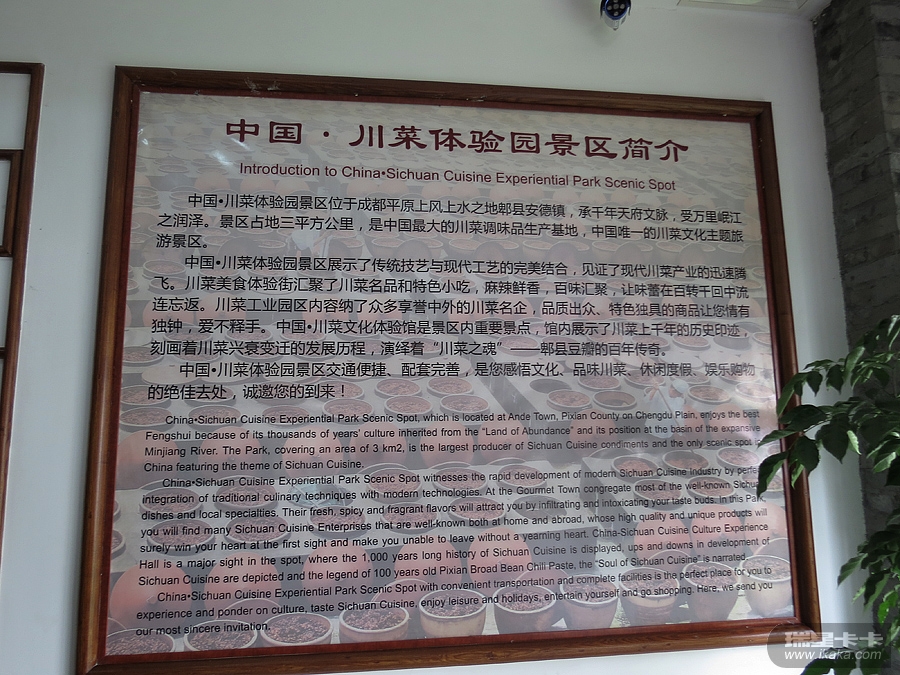 中国·川菜体验园景区简介
Introduction to China•Sichuan Cuisine Experiential Park Scenic Spot
中国•川菜体验园景区位于成都平原上风上水之地郫县安德镇，承千年天府文脉，受万里岷江
之润泽。景区占地三平方公里，是中国最大的川菜调味品生产基地，中国唯一的川菜文化主题旅
游景区。
中国•川菜体验园景区展示了传统技艺与现代工艺的完美结合，见证了现代川菜产业的迅速腾
飞。川菜美食体验街汇聚了川菜名品和特色小吃，麻辣鲜香，百味汇聚，让味蕾在百转千回中流
连忘返。川菜工业园区内容纳了众多享誉中外的川菜名企，品质出众、特色独具的商品让您情有
独钟，爱不释手。中国•川菜文化体验馆是景区内重要景点，馆内展示了川菜上千年的历史印迹，
刻画着川菜兴衰变迁的发展历程，演绎着“川菜之魂”——郫县豆瓣的百年传奇。
中国•川菜体验园景区交通便捷、配套完善，是您感悟文化、品味川菜、休闲度假、娱乐购物
的绝佳去处，诚邀您的到来！
China•Sichuan Cuisine Experiential Park Scenic Spot, which is located at Ande Town, Pixian County on Chengdu Plain, enjoys the best
Fengshui because of its thousands of years' culture inherited from the “Land of Abundance” and its position at the basin of the expansive
Minjiang River. The Park, covering an area of 3 km2, is the largest producer of Sichuan Cuisine condiments and the only scenic spot in
China featuring the theme of Sichuan Cuisine.
China•Sichuan Cuisine Experiential Park Scenic Spot witnesses the rapid development of modern Sichuan Cuisine Industry by perfect
integration of traditional culinary techniques with modern technologies. At the Gourmet Town congregate most of the well-known Sichuan
dishes and local specialties. Their fresh, spicy and fragrant flavors will attract you by infiltrating and intoxicating your taste buds. In this Park,
you will find many Sichuan Cuisine Enterprises that are well-known both at home and abroad, whose high quality and unique products will
surely win your heart at the first sight and make you unable to leave without a yearning heart. China-Sichuan Cuisine Culture Experience
Hall is a major sight in the spot, where the 1,000 years long history of Sichuan Cuisine is displayed, ups and downs in development of
Sichuan Cuisine are depicted and the legend of 100 years old Pixian Broad Bean Chili Paste, the “Soul of Sichuan Cuisine” is narrated.
China•Sichuan Cuisine Experiential Park Scenic Spot with convenient transportation and complete facilities is the perfect place for you to
experience and ponder on culture, taste Sichuan Cuisine, enjoy leisure and holidays, entertain yourself and go shopping. Here, we send you
our most sincere invitation.
瑞星卡卡
www.ixaka.com